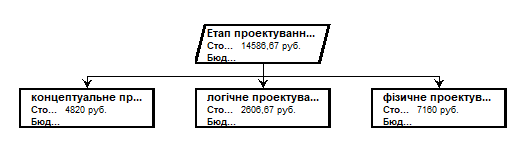 Етап проектуванн...
Сто... 14586,67 руб.
Бюд...
концептуальне пр...
Сто... 4820 руб.
Бюд...
логічне проектува...
Сто... 2606,67 руб.
Бюд...
фізичне проектув...
Сто... 7160 руб.
Бюд...